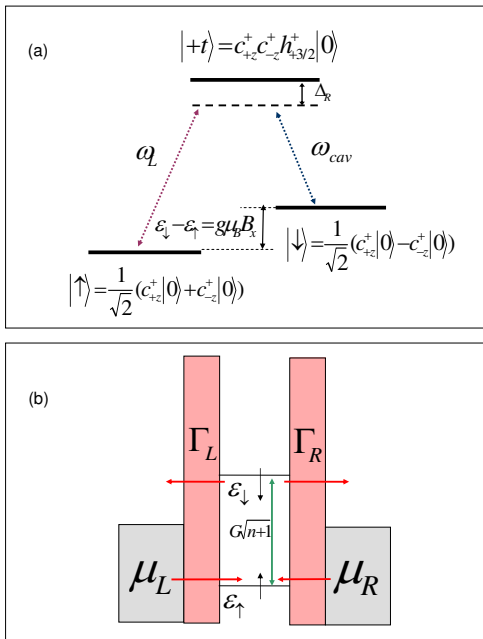 (a)
|+t⟩ = c⁺₊z c⁺₋z h⁺₊3/2 |0⟩
Δ_R
ω_L
ω_cav
ε↓ − ε↑ = gμ_B B_x
|↓⟩ = 1/√2 (c⁺₊z|0⟩ − c⁺₋z|0⟩)
|↑⟩ = 1/√2 (c⁺₊z|0⟩ + c⁺₋z|0⟩)
(b)
Γ_L Γ_R
ε↓
G√n+1
μ_L μ_R
ε↑